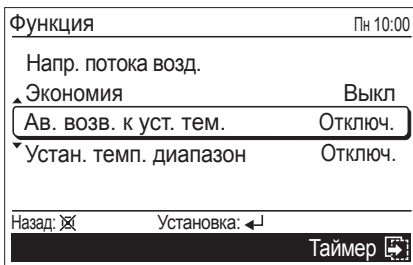 Функция Пн 10:00
Напр. потока возд.
Экономия Выкл
Ав. возв. к уст. тем. Отключ.
Устан. темп. диапазон Отключ.
Назад: Установка:
Таймер